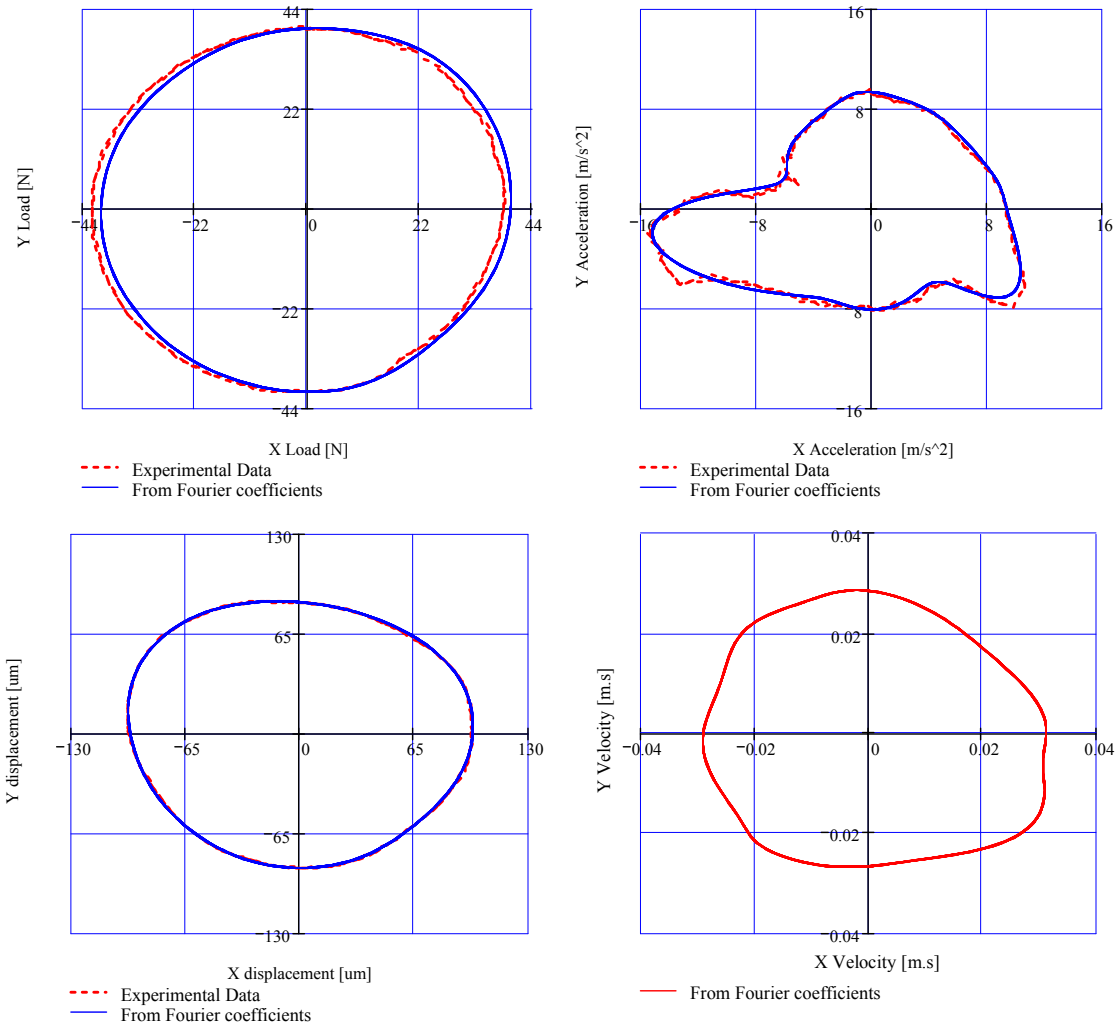 44
22
Y Load [N]
−44
−22
0
22
44
−22
−44
X Load [N]
Experimental Data
From Fourier coefficients
16
8
Y Acceleration [m/s^2]
−16
−8
0
8
16
8
−16
X Acceleration [m/s^2]
Experimental Data
From Fourier coefficients
130
65
Y displacement [um]
−130
−65
0
65
130
−65
−130
X displacement [um]
Experimental Data
From Fourier coefficients
0.04
0.02
Y Velocity [m.s]
−0.04
−0.02
0
0.02
0.04
−0.02
−0.04
X Velocity [m.s]
From Fourier coefficients